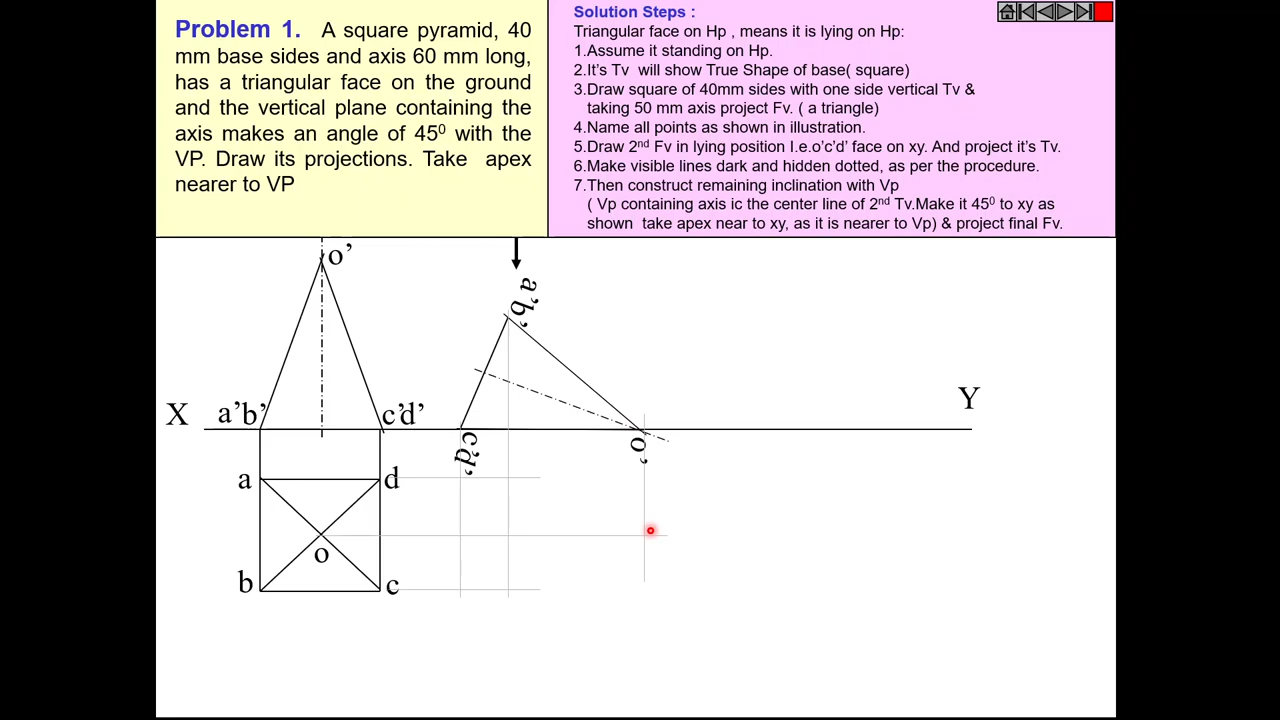 Problem 1. A square pyramid, 40
mm base sides and axis 60 mm long,
has a triangular face on the ground
and the vertical plane containing the
axis makes an angle of 45⁰ with the
VP. Draw its projections. Take apex
nearer to VP
Solution Steps :
Triangular face on Hp , means it is lying on Hp:
1.Assume it standing on Hp.
2.It’s Tv will show True Shape of base( square)
3.Draw square of 40mm sides with one side vertical Tv &
taking 50 mm axis project Fv. ( a triangle)
4.Name all points as shown in illustration.
5.Draw 2nd Fv in lying position I.e.o’c’d’ face on xy. And project it’s Tv.
6.Make visible lines dark and hidden dotted, as per the procedure.
7.Then construct remaining inclination with Vp
( Vp containing axis ic the center line of 2nd Tv.Make it 45⁰ to xy as
shown take apex near to xy, as it is nearer to Vp) & project final Fv.
o’
a’b’
X a’b’ c’d’ Y
c’d’ o’
a d
o
b c